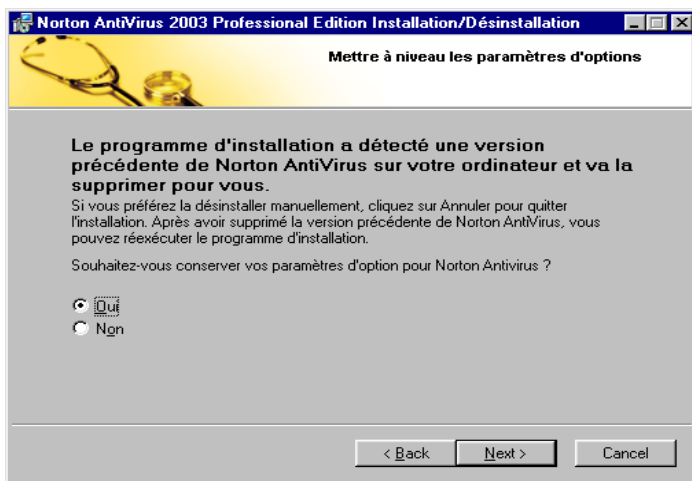 Norton AntiVirus 2003 Professional Edition Installation/Désinstallation
Mettre à niveau les paramètres d'options
Le programme d'installation a détecté une version
précédente de Norton AntiVirus sur votre ordinateur et va la
supprimer pour vous.
Si vous préférez la désinstaller manuellement, cliquez sur Annuler pour quitter
l'installation. Après avoir supprimé la version précédente de Norton AntiVirus, vous
pouvez réexécuter le programme d'installation.
Souhaitez-vous conserver vos paramètres d'option pour Norton Antivirus ?
Oui
Non
< Back Next > Cancel